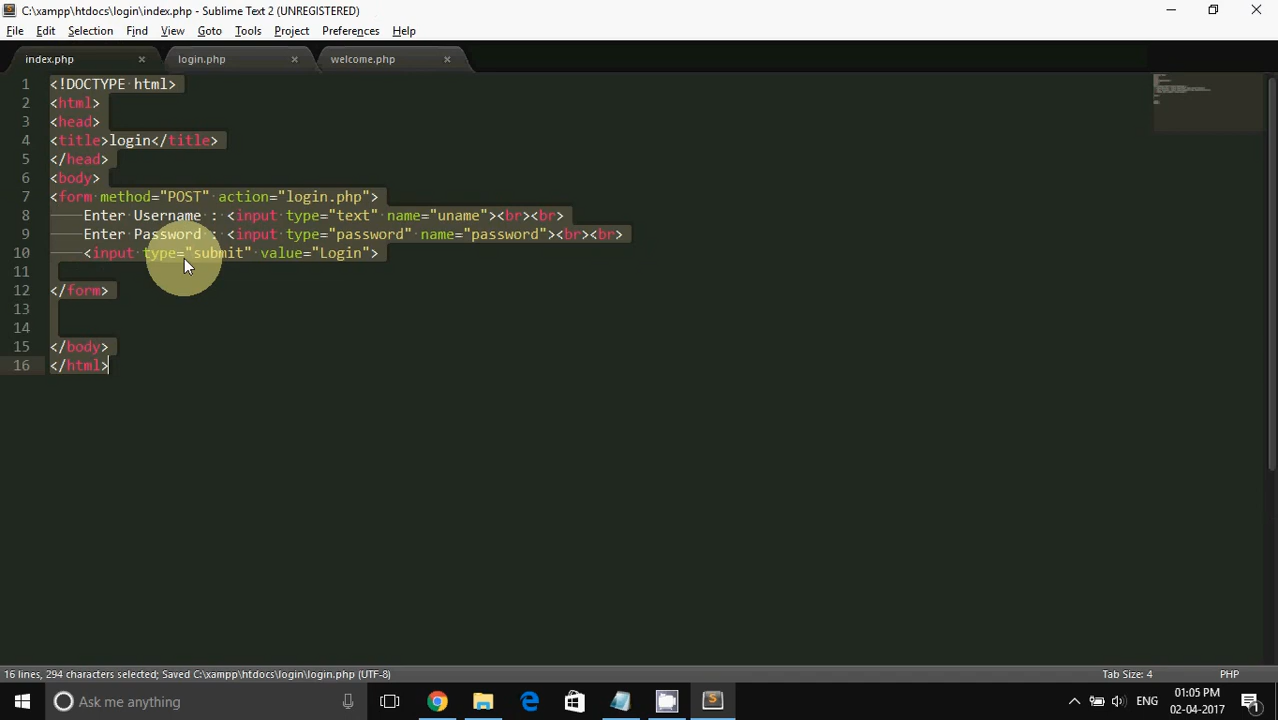 C:\xampp\htdocs\login\index.php - Sublime Text 2 (UNREGISTERED)
File Edit Selection Find View Goto Tools Project Preferences Help
index.php × login.php × welcome.php ×
1 <!DOCTYPE html>
2 <html>
3 <head>
4 <title>login</title>
5 </head>
6 <body>
7 <form method="POST" action="login.php">
8 Enter Username : <input type="text" name="uname"><br><br>
9 Enter Password : <input type="password" name="password"><br><br>
10 <input type="submit" value="Login">
11
12 </form>
13
14
15 </body>
16 </html>
16 lines, 294 characters selected; Saved C:\xampp\htdocs\login\login.php (UTF-8) Tab Size: 4 PHP
Ask me anything ENG 01:05 PM
02-04-2017 1